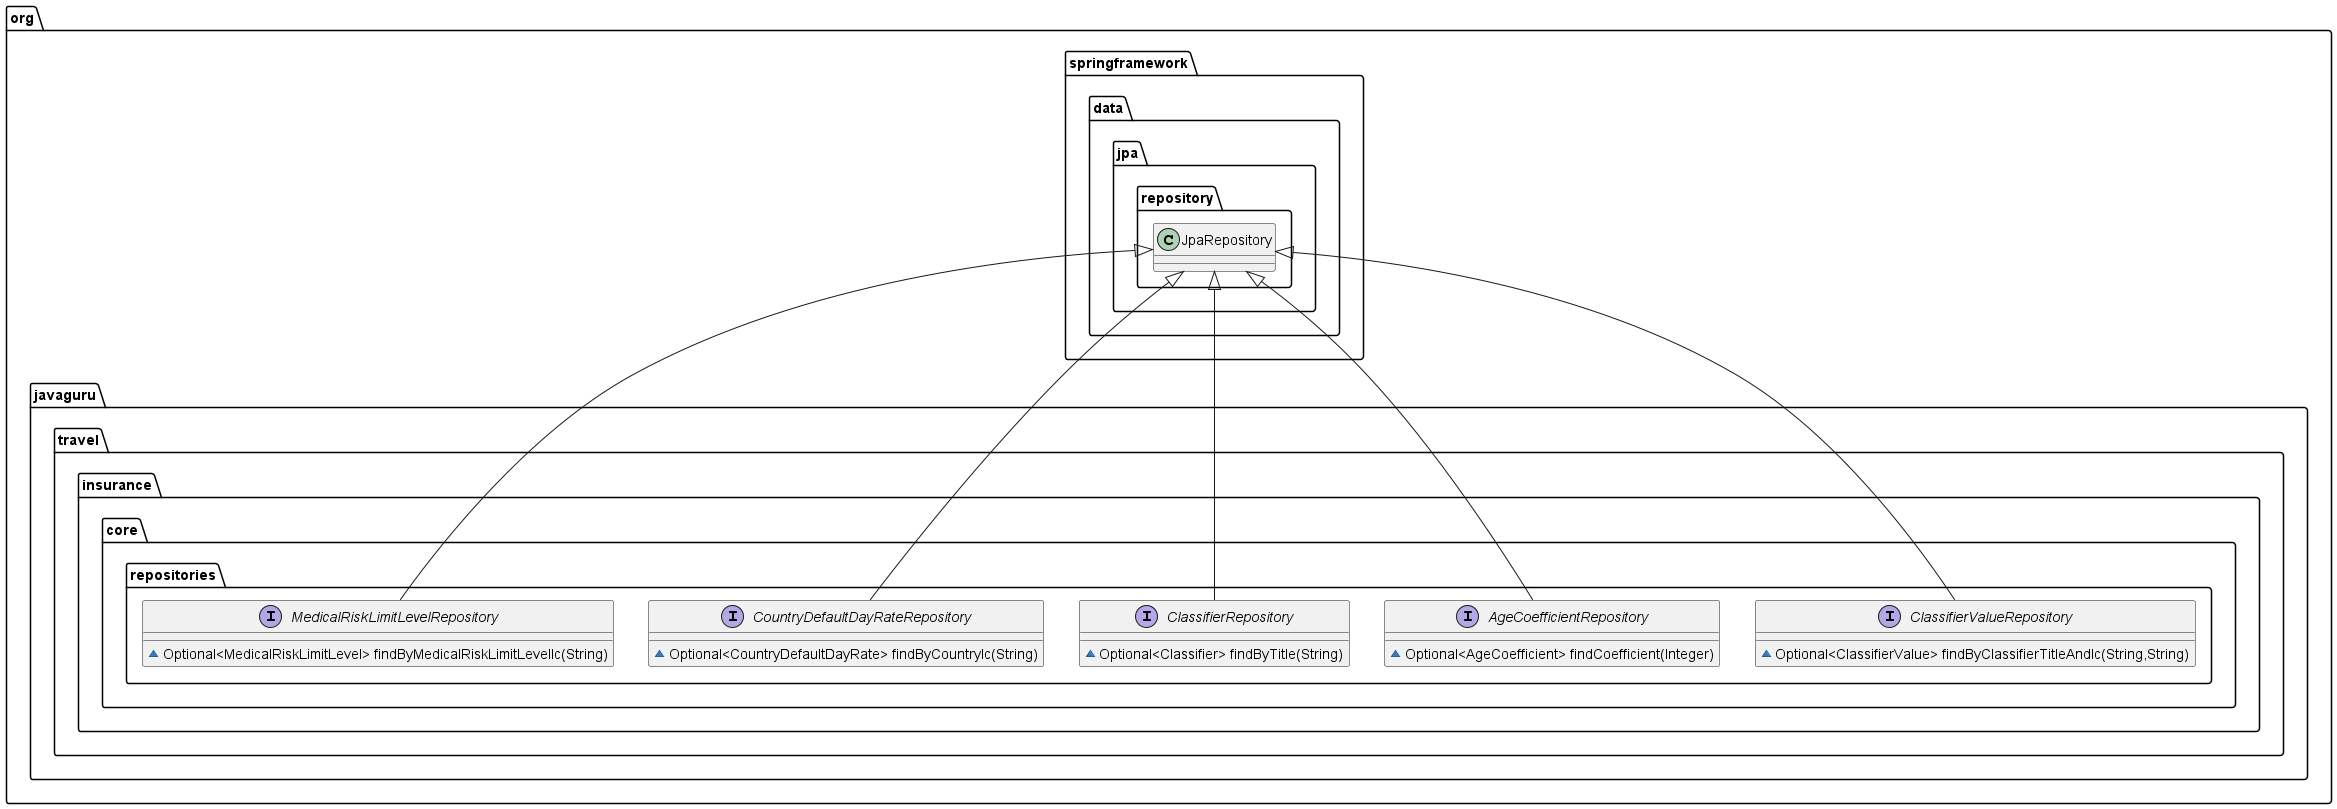 org
springframework
data
jpa
repository
C JpaRepository
javaguru
travel
insurance
core
repositories
I MedicalRiskLimitLevelRepository
Optional<MedicalRiskLimitLevel> findByMedicalRiskLimitLevelIc(String)
I CountryDefaultDayRateRepository
Optional<CountryDefaultDayRate> findByCountryIc(String)
I ClassifierRepository
Optional<Classifier> findByTitle(String)
I AgeCoefficientRepository
Optional<AgeCoefficient> findCoefficient(Integer)
I ClassifierValueRepository
Optional<ClassifierValue> findByClassifierTitleAndIc(String,String)